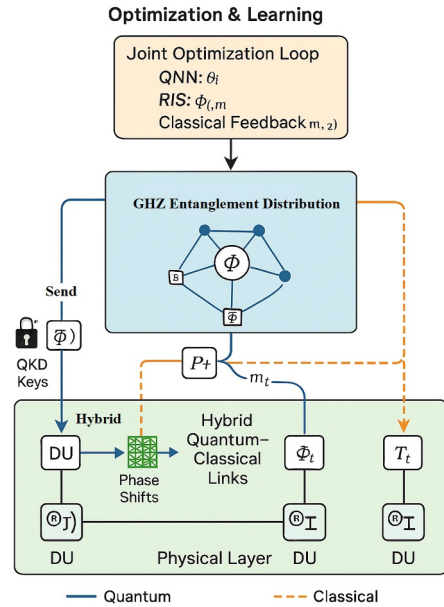 Optimization & Learning
Joint Optimization Loop
QNN: θi
RIS: ϕ(,m
Classical Feedback m, 2)
GHZ Entanglement Distribution
Φ
B
Φ̄
Send
Φ̄)
QKD
Keys
P+
mt
Hybrid
DU
Phase
Shifts
Hybrid
Quantum–
Classical
Links
Φt
Tt
®J)
®I
®I
DU
Physical Layer
DU
DU
Quantum
Classical